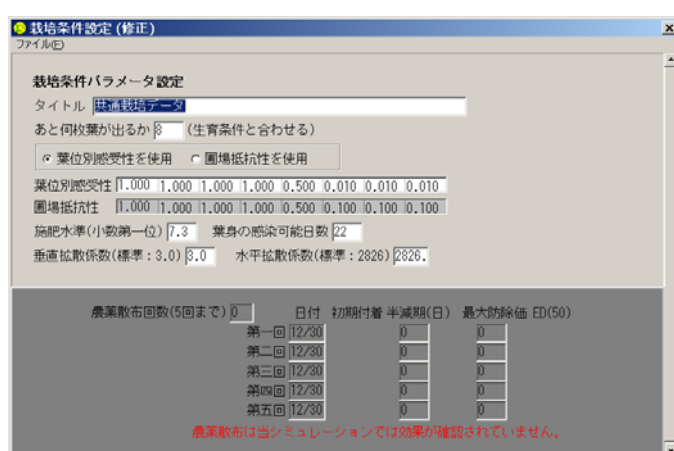 栽培条件設定 (修正)
ファイル(F)
栽培条件パラメータ設定
タイトル 共通栽培データ
あと何枚葉が出るか 8 (生育条件と合わせる)
葉位別感受性を使用 圃場抵抗性を使用
葉位別感受性 1.000 1.000 1.000 1.000 0.500 0.010 0.010 0.010
圃場抵抗性 1.000 1.000 1.000 1.000 0.500 0.100 0.100 0.100
施肥水準(小数第一位) 7.3 葉身の感染可能日数 22
垂直拡散係数(標準:3.0) 3.0 水平拡散係数(標準:2826) 2826.
農薬散布回数(5回まで) 0 日付 初期付着 半減期(日) 最大防除価 ED(50)
第一回 12/30 0 0
第二回 12/30 0 0
第三回 12/30 0 0
第四回 12/30 0 0
第五回 12/30 0 0
農薬散布は当シミュレーションでは効果が確認されていません。